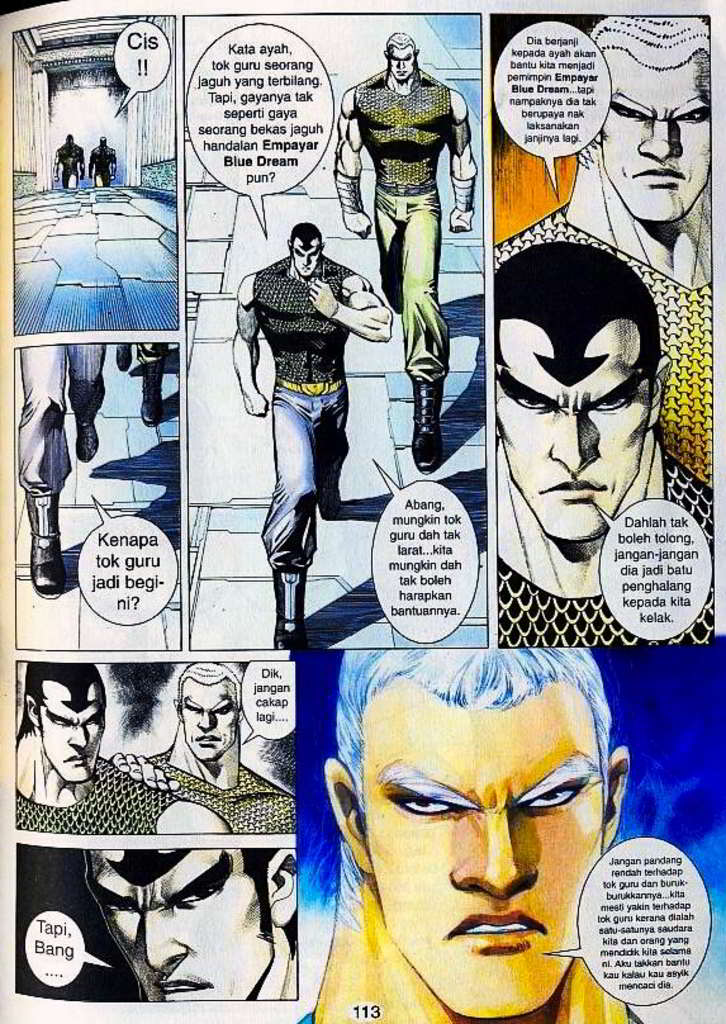 Cis
!!
Kenapa
tok guru
jadi begi-
ni?
Kata ayah,
tok guru seorang
jaguh yang terbilang.
Tapi, gayanya tak
seperti gaya
seorang bekas jaguh
handalan Empayar
Blue Dream
pun?
Abang,
mungkin tok
guru dah tak
larat...kita
mungkin dah
tak boleh
harapkan
bantuannya.
Dia berjanji
kepada ayah akan
bantu kita menjadi
pemimpin Empayar
Blue Dream...tapi
nampaknya dia tak
berupaya nak
laksanakan
janjinya lagi.
Dahlah tak
boleh tolong,
jangan-jangan
dia jadi batu
penghalang
kepada kita
kelak.
Dik,
jangan
cakap
lagi....
Tapi,
Bang
....
Jangan pandang
rendah terhadap
tok guru dan buruk-
burukkannya...kita
mesti yakin terhadap
tok guru kerana dialah
satu-satunya saudara
kita dan orang yang
mendidik kita selama
ni. Aku takkan bantu
kau kalau kau asyik
mencaci dia.
113